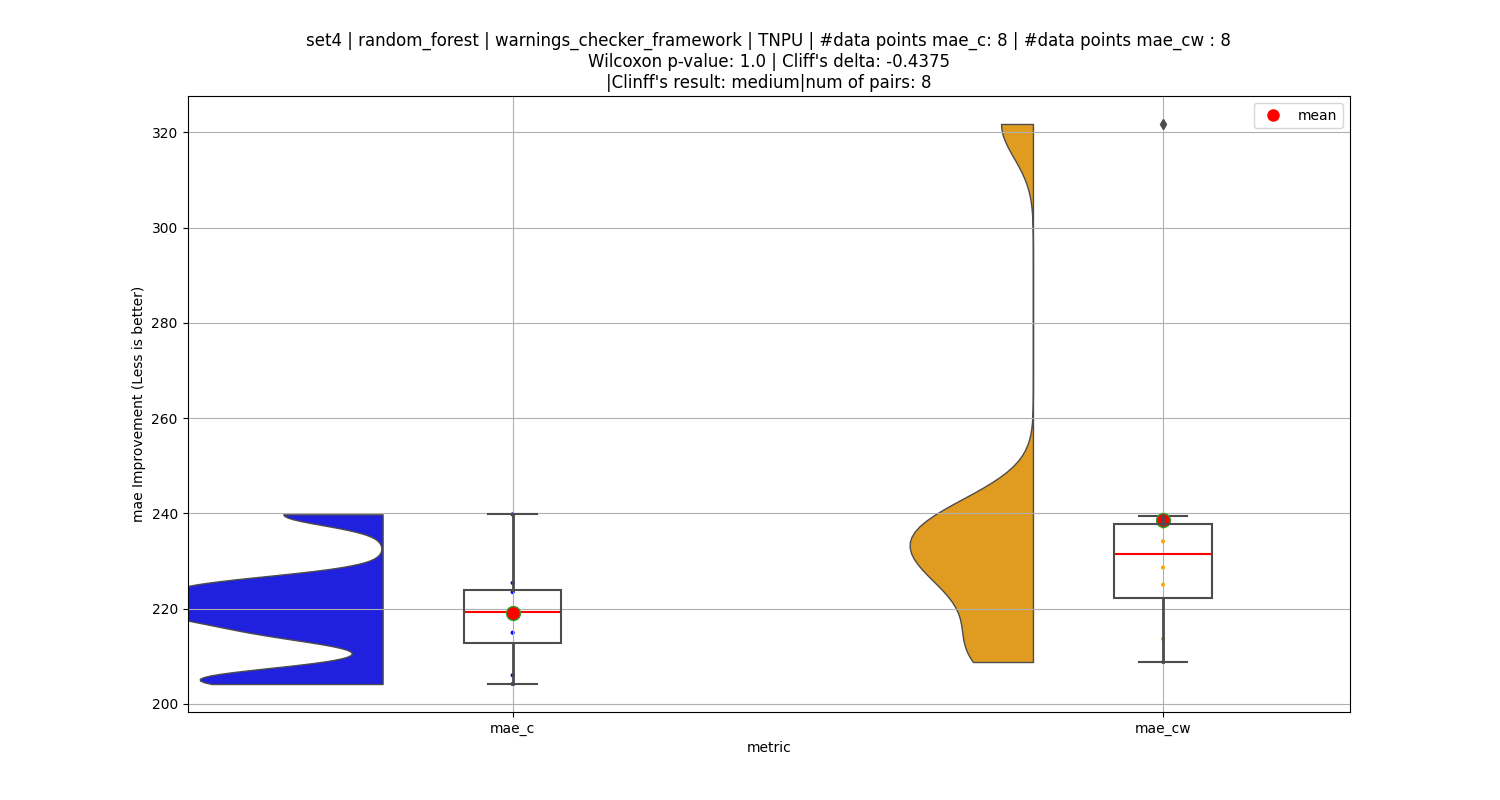 set4 | random_forest | warnings_checker_framework | TNPU | #data points mae_c: 8 | #data points mae_cw : 8
Wilcoxon p-value: 1.0 | Cliff's delta: -0.4375
|Clinff's result: medium|num of pairs: 8
mean
mae Improvement (Less is better)
320
300
280
260
240
220
200
mae_c
mae_cw
metric